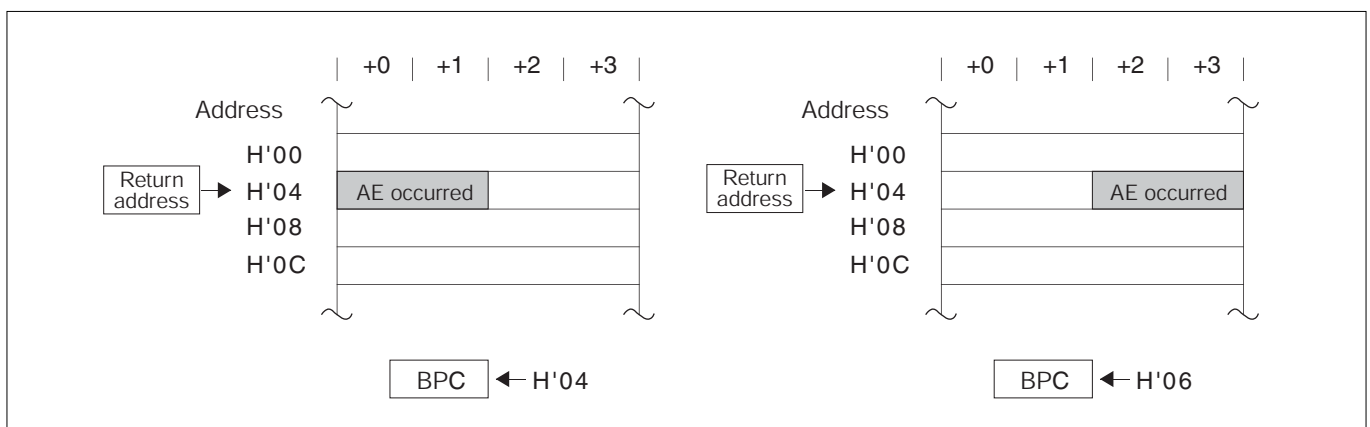 +0 +1 +2 +3
Address
H'00
Return address
H'04 AE occurred
H'08
H'0C
BPC H'04
+0 +1 +2 +3
Address
H'00
Return address
H'04 AE occurred
H'08
H'0C
BPC H'06